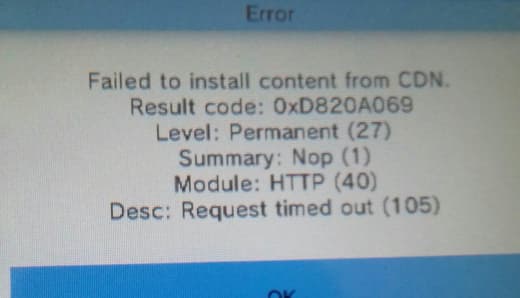 Error
Failed to install content from CDN.
Result code: 0xD820A069
Level: Permanent (27)
Summary: Nop (1)
Module: HTTP (40)
Desc: Request timed out (105)
OK